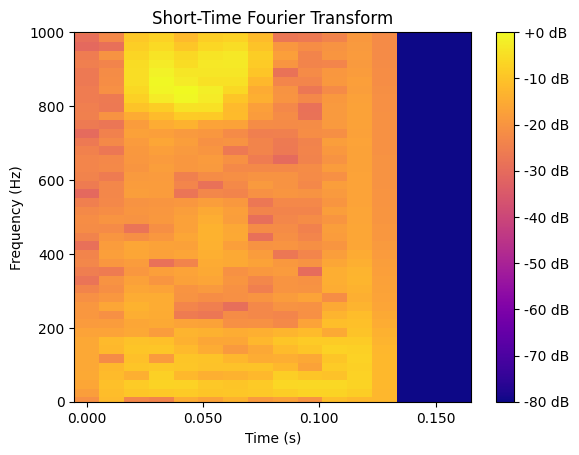 Short-Time Fourier Transform
1000
800
600
400
200
0
Frequency (Hz)
0.000
0.050
0.100
0.150
Time (s)
+0 dB
-10 dB
-20 dB
-30 dB
-40 dB
-50 dB
-60 dB
-70 dB
-80 dB